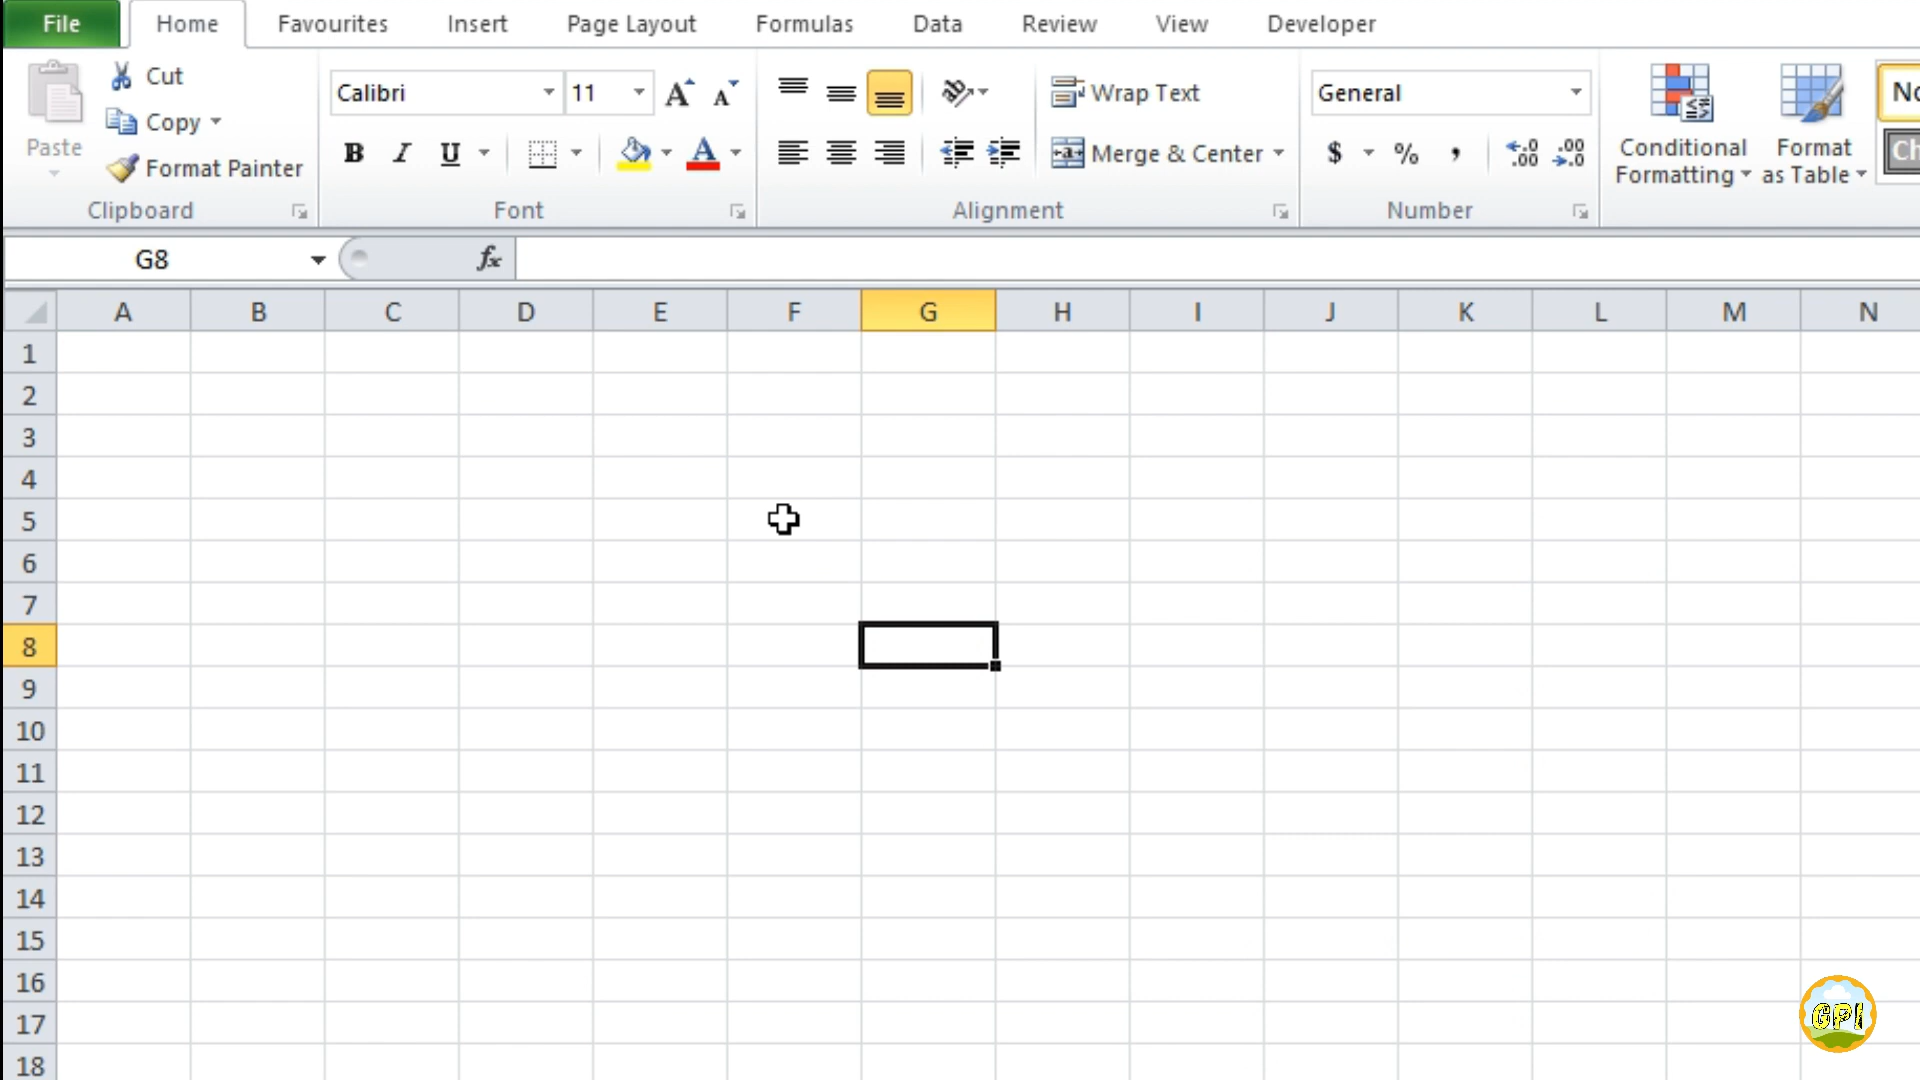 File Home Favourites Insert Page Layout Formulas Data Review View Developer
Paste
Cut
Copy
Format Painter
Clipboard
Calibri 11
B I U
Font
Wrap Text
Merge & Center
Alignment
General
$ % ,
Number
Conditional
Formatting
Format
as Table
G8 fx
A B C D E F G H I J K L M N
1
2
3
4
5
6
7
8
9
10
11
12
13
14
15
16
17
18
GPI